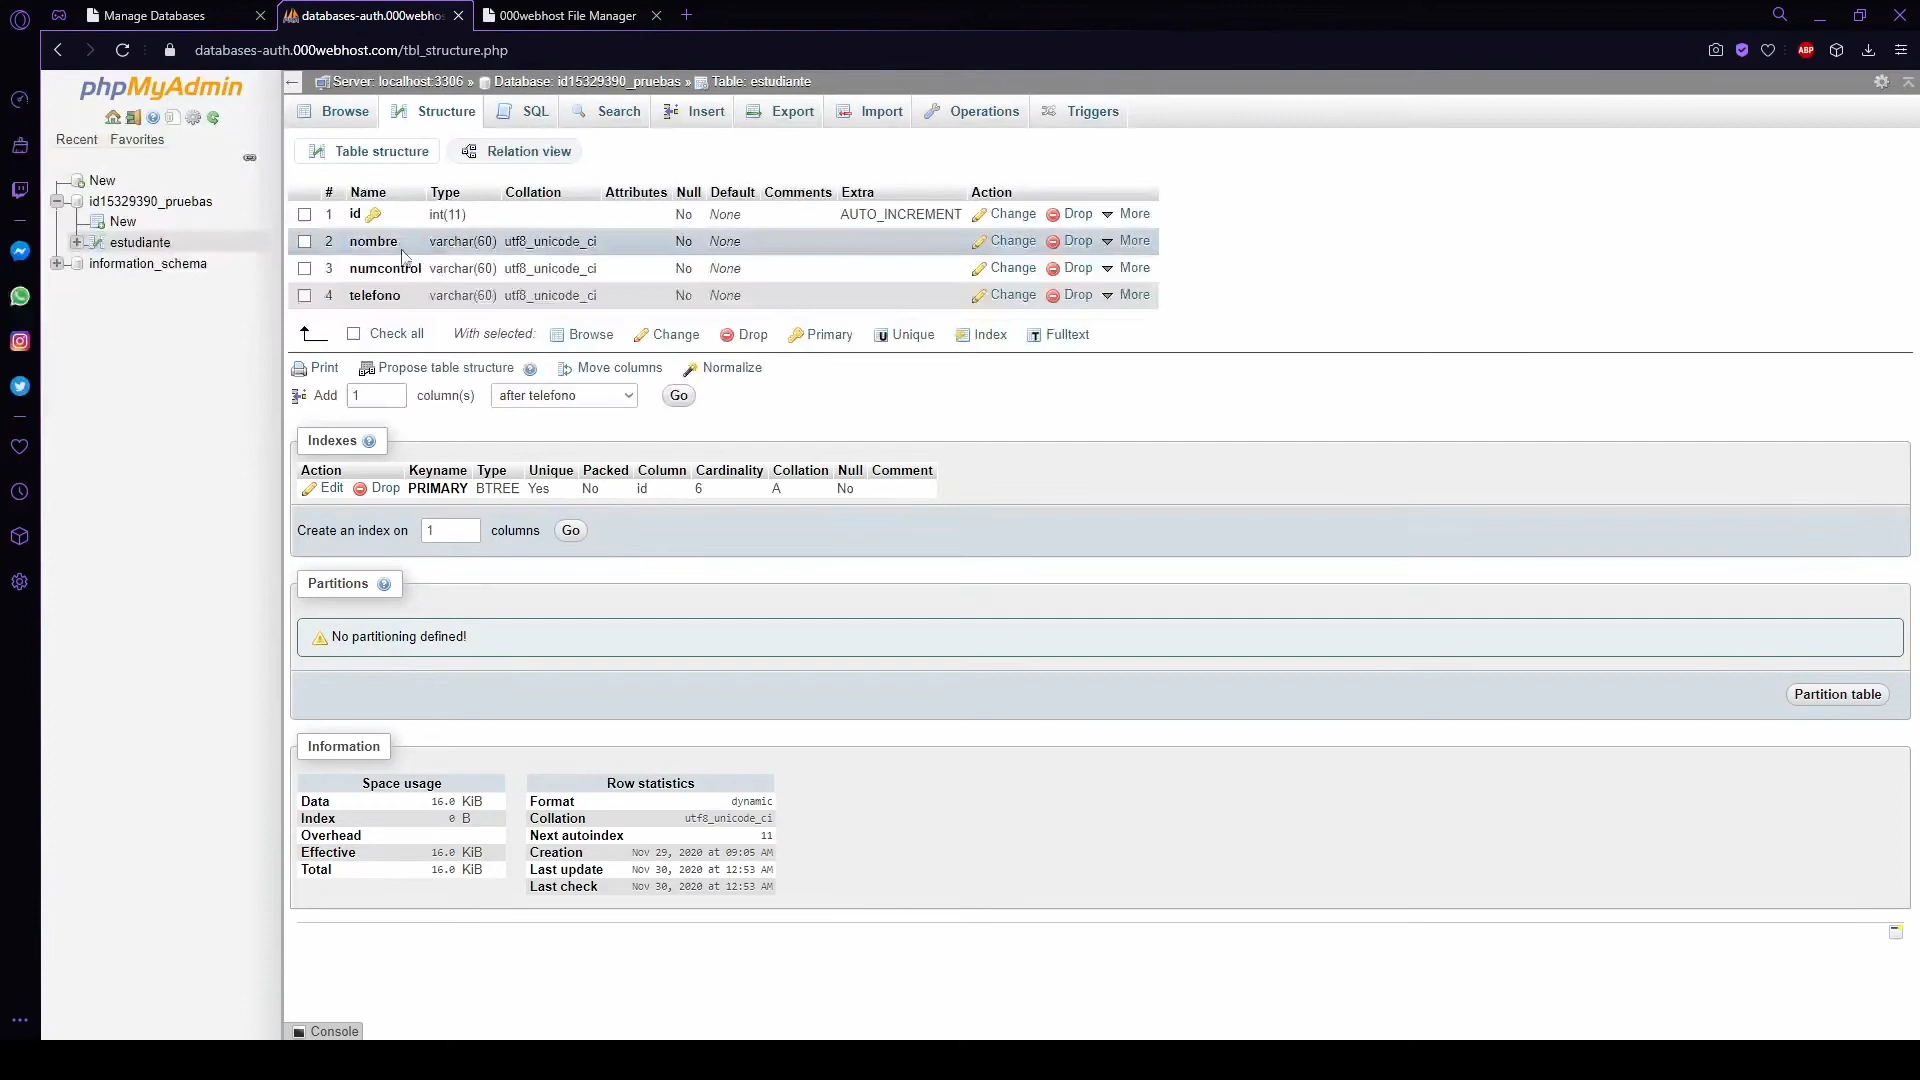 Manage Databases
databases-auth.000webho
000webhost File Manager
databases-auth.000webhost.com/tbl_structure.php
ABP
phpMyAdmin
Recent Favorites
New
id15329390_pruebas
New
estudiante
information_schema
Server: localhost:3306 » Database: id15329390_pruebas » Table: estudiante
Browse Structure SQL Search Insert Export Import Operations Triggers
Table structure Relation view
# Name Type Collation Attributes Null Default Comments Extra Action
1 id int(11) No None AUTO_INCREMENT Change Drop More
2 nombre varchar(60) utf8_unicode_ci No None Change Drop More
3 numcontrol varchar(60) utf8_unicode_ci No None Change Drop More
4 telefono varchar(60) utf8_unicode_ci No None Change Drop More
Check all With selected: Browse Change Drop Primary Unique Index Fulltext
Print Propose table structure Move columns Normalize
Add 1 column(s) after telefono Go
Indexes
Action Keyname Type Unique Packed Column Cardinality Collation Null Comment
Edit Drop PRIMARY BTREE Yes No id 6 A No
Create an index on 1 columns Go
Partitions
No partitioning defined!
Partition table
Information
Space usage
Data 16.0 KiB
Index 0 B
Overhead
Effective 16.0 KiB
Total 16.0 KiB
Row statistics
Format dynamic
Collation utf8_unicode_ci
Next autoindex 11
Creation Nov 29, 2020 at 09:05 AM
Last update Nov 30, 2020 at 12:53 AM
Last check Nov 30, 2020 at 12:53 AM
Console